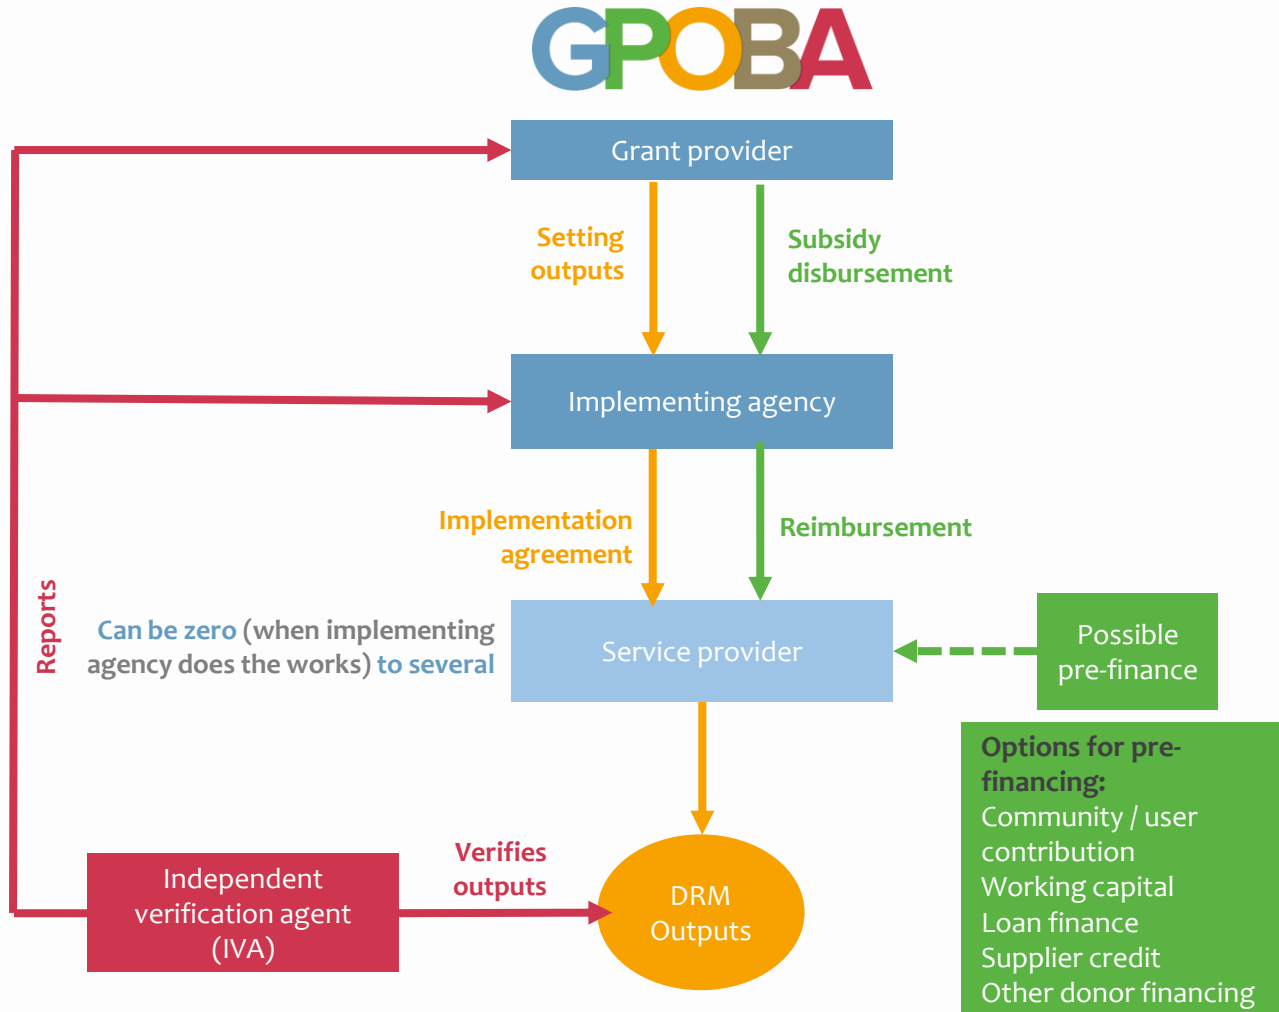 GPOBA
Grant provider
Setting
outputs
Subsidy
disbursement
Implementing agency
Implementation
agreement
Reimbursement
Reports
Can be zero (when implementing
agency does the works) to several
Service provider
Possible
pre-finance
Options for pre-
financing:
Community / user
contribution
Working capital
Loan finance
Supplier credit
Other donor financing
Independent
verification agent
(IVA)
Verifies
outputs
DRM
Outputs